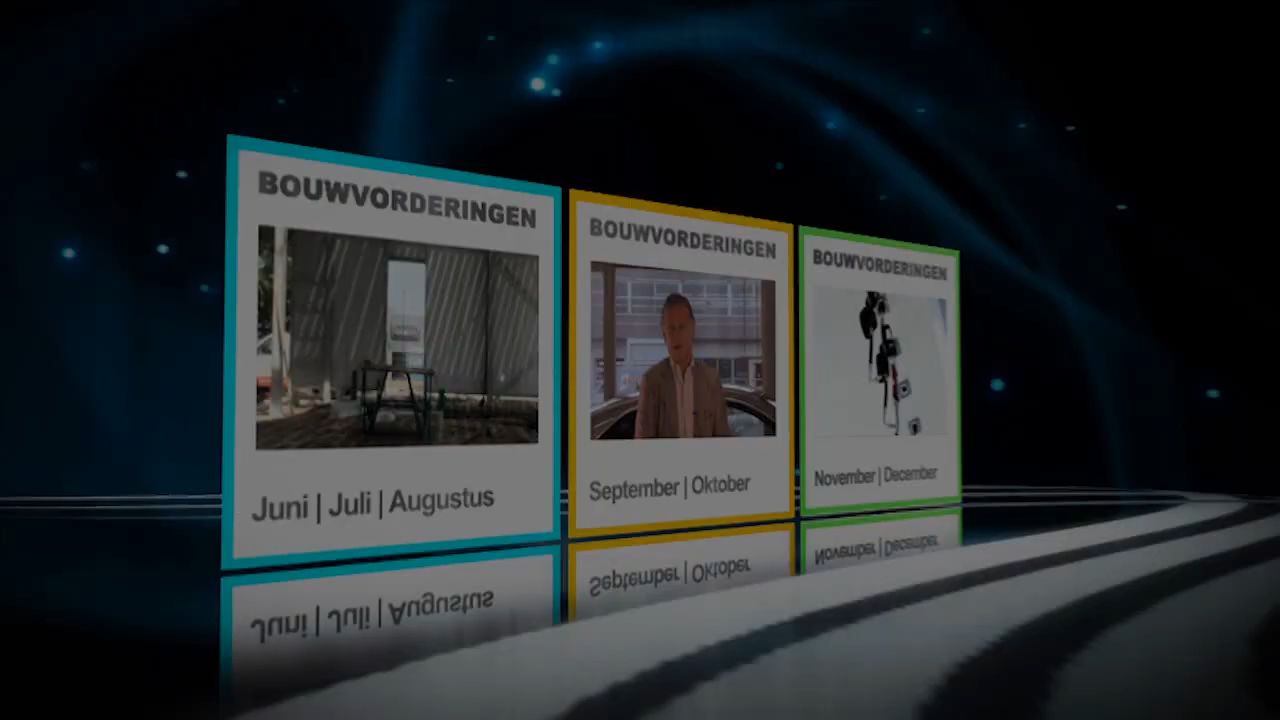 BOUWVORDERINGEN
Juni | Juli | Augustus
BOUWVORDERINGEN
September | Oktober
BOUWVORDERINGEN
November | December